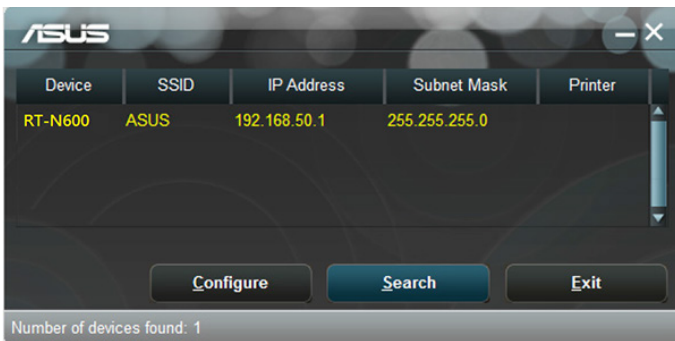 ASUS
Device SSID IP Address Subnet Mask Printer
RT-N600 ASUS 192.168.50.1 255.255.255.0
Configure Search Exit
Number of devices found: 1